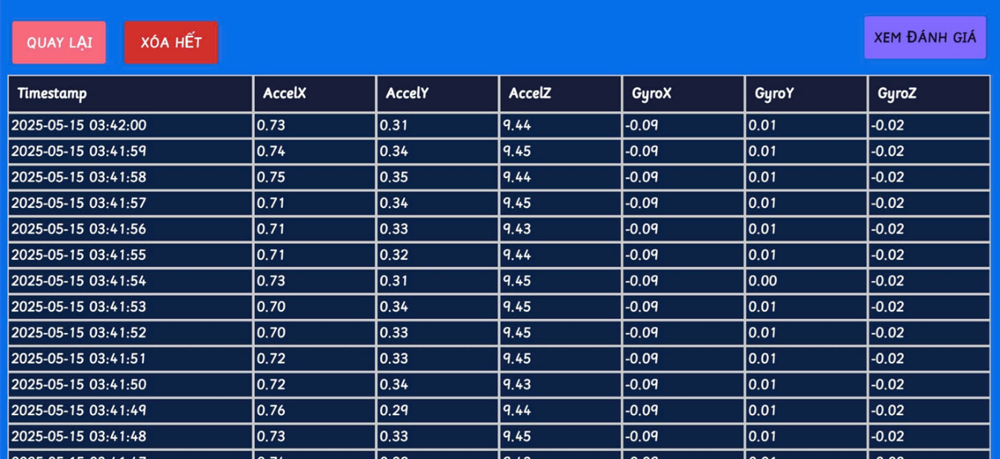 QUAY LẠI XÓA HẾT XEM ĐÁNH GIÁ
Timestamp AccelX AccelY AccelZ GyroX GyroY GyroZ
2025-05-15 03:42:00 0.73 0.31 9.44 -0.09 0.01 -0.02
2025-05-15 03:41:59 0.74 0.34 9.45 -0.09 0.01 -0.02
2025-05-15 03:41:58 0.75 0.35 9.44 -0.09 0.01 -0.02
2025-05-15 03:41:57 0.71 0.34 9.45 -0.09 0.01 -0.02
2025-05-15 03:41:56 0.71 0.33 9.43 -0.09 0.01 -0.02
2025-05-15 03:41:55 0.71 0.32 9.44 -0.09 0.01 -0.02
2025-05-15 03:41:54 0.73 0.31 9.45 -0.09 0.00 -0.02
2025-05-15 03:41:53 0.70 0.34 9.45 -0.09 0.01 -0.02
2025-05-15 03:41:52 0.70 0.33 9.45 -0.09 0.01 -0.02
2025-05-15 03:41:51 0.72 0.33 9.45 -0.09 0.01 -0.02
2025-05-15 03:41:50 0.72 0.34 9.43 -0.09 0.01 -0.02
2025-05-15 03:41:49 0.76 0.29 9.44 -0.09 0.01 -0.02
2025-05-15 03:41:48 0.73 0.33 9.45 -0.09 0.01 -0.02